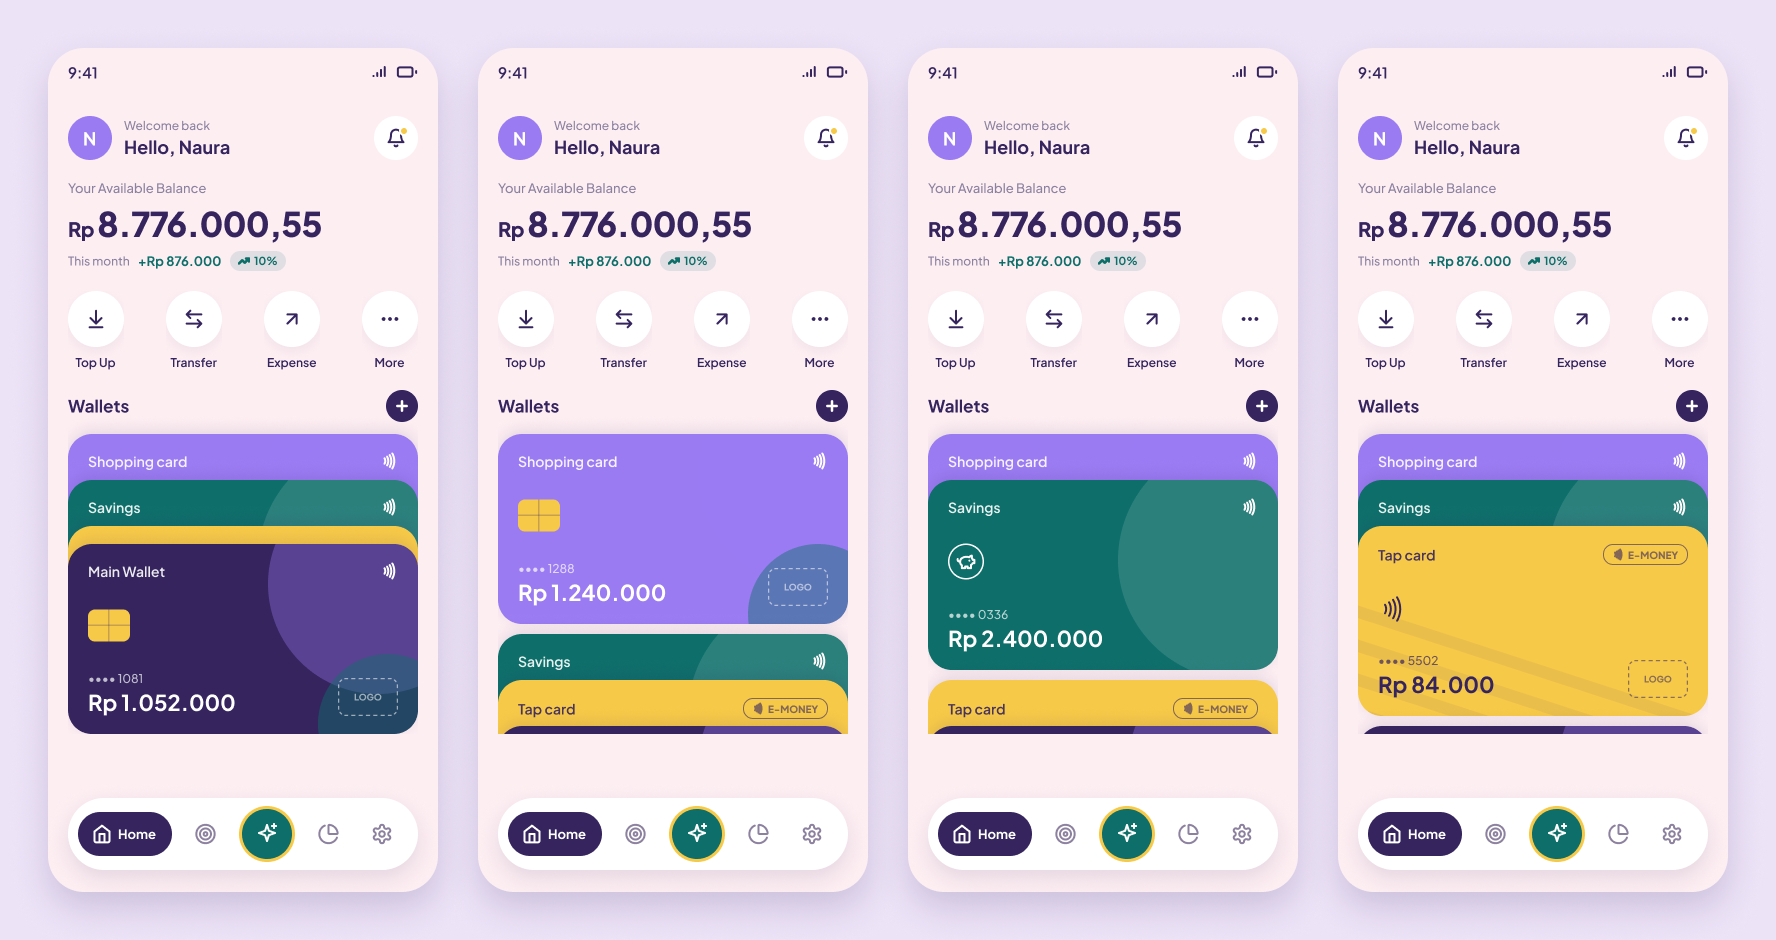 9:41
Welcome back
N
Hello, Naura
Your Available Balance
Rp 8.776.000,55
This month +Rp 876.000 10%
Top Up Transfer Expense More
Wallets
Shopping card
Savings
Main Wallet
•••• 1081
Rp 1.052.000
LOGO
Home
9:41
Welcome back
N
Hello, Naura
Your Available Balance
Rp 8.776.000,55
This month +Rp 876.000 10%
Top Up Transfer Expense More
Wallets
Shopping card
•••• 1288
Rp 1.240.000
LOGO
Savings
Tap card E-MONEY
Home
9:41
Welcome back
N
Hello, Naura
Your Available Balance
Rp 8.776.000,55
This month +Rp 876.000 10%
Top Up Transfer Expense More
Wallets
Shopping card
Savings
•••• 0336
Rp 2.400.000
Tap card E-MONEY
Home
9:41
Welcome back
N
Hello, Naura
Your Available Balance
Rp 8.776.000,55
This month +Rp 876.000 10%
Top Up Transfer Expense More
Wallets
Shopping card
Savings
Tap card E-MONEY
•••• 5502
Rp 84.000
LOGO
Home